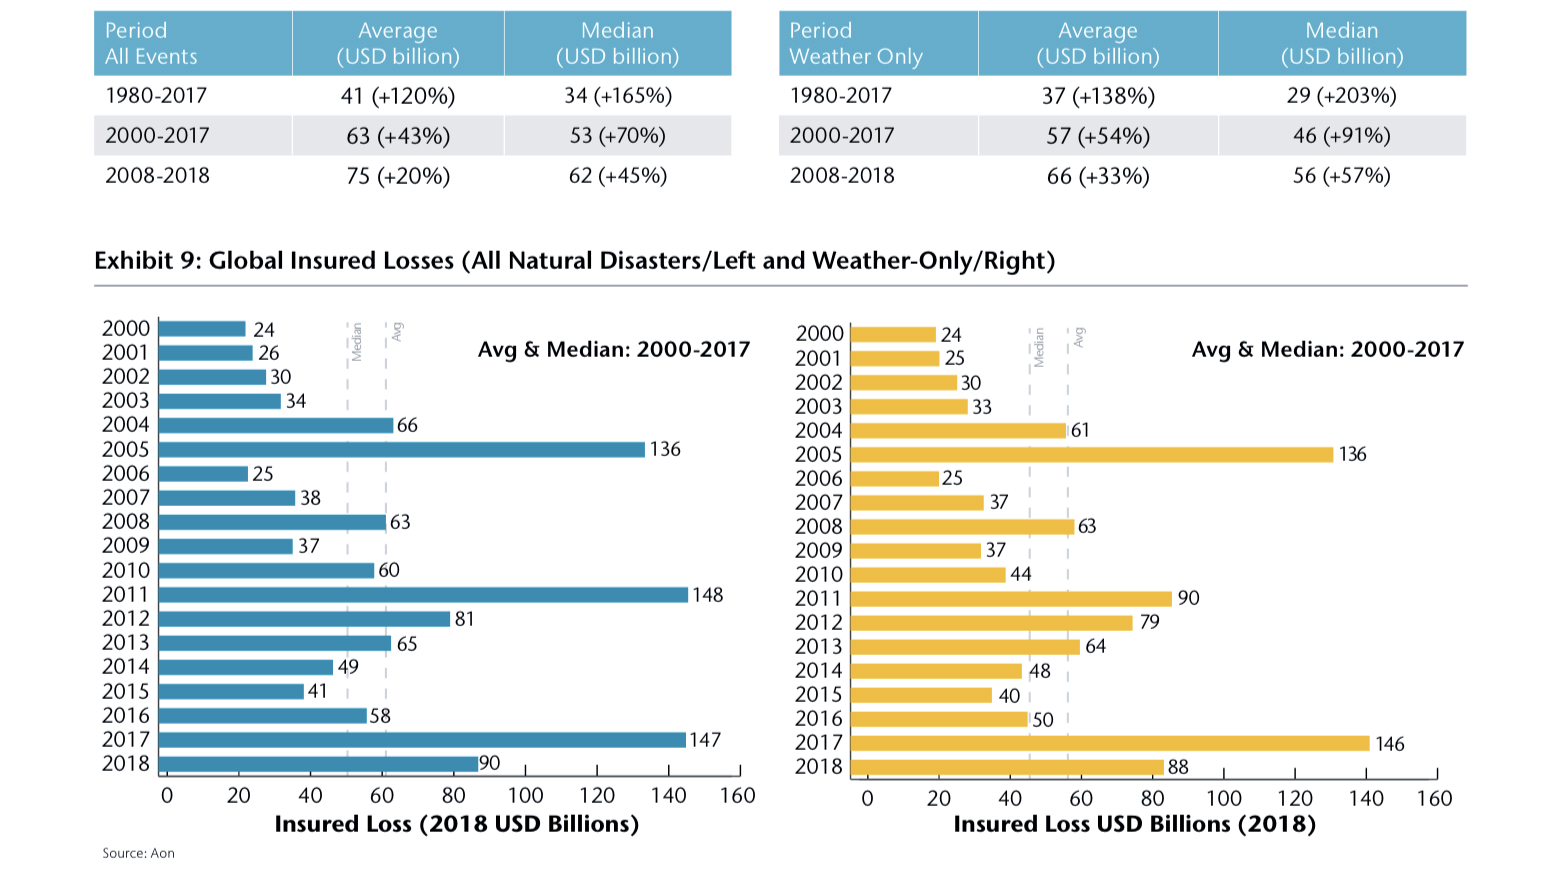 Period All Events	Average (USD billion)	Median (USD billion)
1980-2017	41 (+120%)	34 (+165%)
2000-2017	63 (+43%)	53 (+70%)
2008-2018	75 (+20%)	62 (+45%)
Period Weather Only	Average (USD billion)	Median (USD billion)
1980-2017	37 (+138%)	29 (+203%)
2000-2017	57 (+54%)	46 (+91%)
2008-2018	66 (+33%)	56 (+57%)
Exhibit 9: Global Insured Losses (All Natural Disasters/Left and Weather-Only/Right)
Median
Avg
Avg & Median: 2000-2017
2000 24
2001 26
2002 30
2003 34
2004 66
2005 136
2006 25
2007 38
2008 63
2009 37
2010 60
2011 148
2012 81
2013 65
2014 49
2015 41
2016 58
2017 147
2018 90
0 20 40 60 80 100 120 140 160
Insured Loss (2018 USD Billions)
Median
Avg
Avg & Median: 2000-2017
2000 24
2001 25
2002 30
2003 33
2004 61
2005 136
2006 25
2007 37
2008 63
2009 37
2010 44
2011 90
2012 79
2013 64
2014 48
2015 40
2016 50
2017 146
2018 88
0 20 40 60 80 100 120 140 160
Insured Loss USD Billions (2018)
Source: Aon